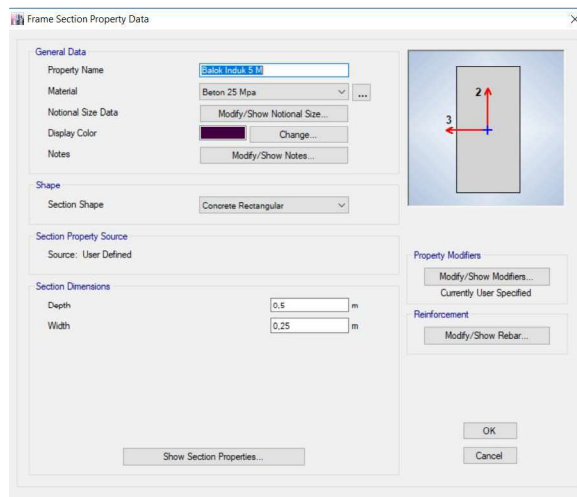 Frame Section Property Data
General Data
Property Name Balok Induk 5 M
Material Beton 25 Mpa ...
Notional Size Data Modify/Show Notional Size...
Display Color Change...
Notes Modify/Show Notes...
2
3
Shape
Section Shape Concrete Rectangular
Section Property Source
Source: User Defined
Property Modifiers
Modify/Show Modifiers...
Currently User Specified
Section Dimensions
Depth 0,5 m
Width 0,25 m
Reinforcement
Modify/Show Rebar...
Show Section Properties...
OK
Cancel